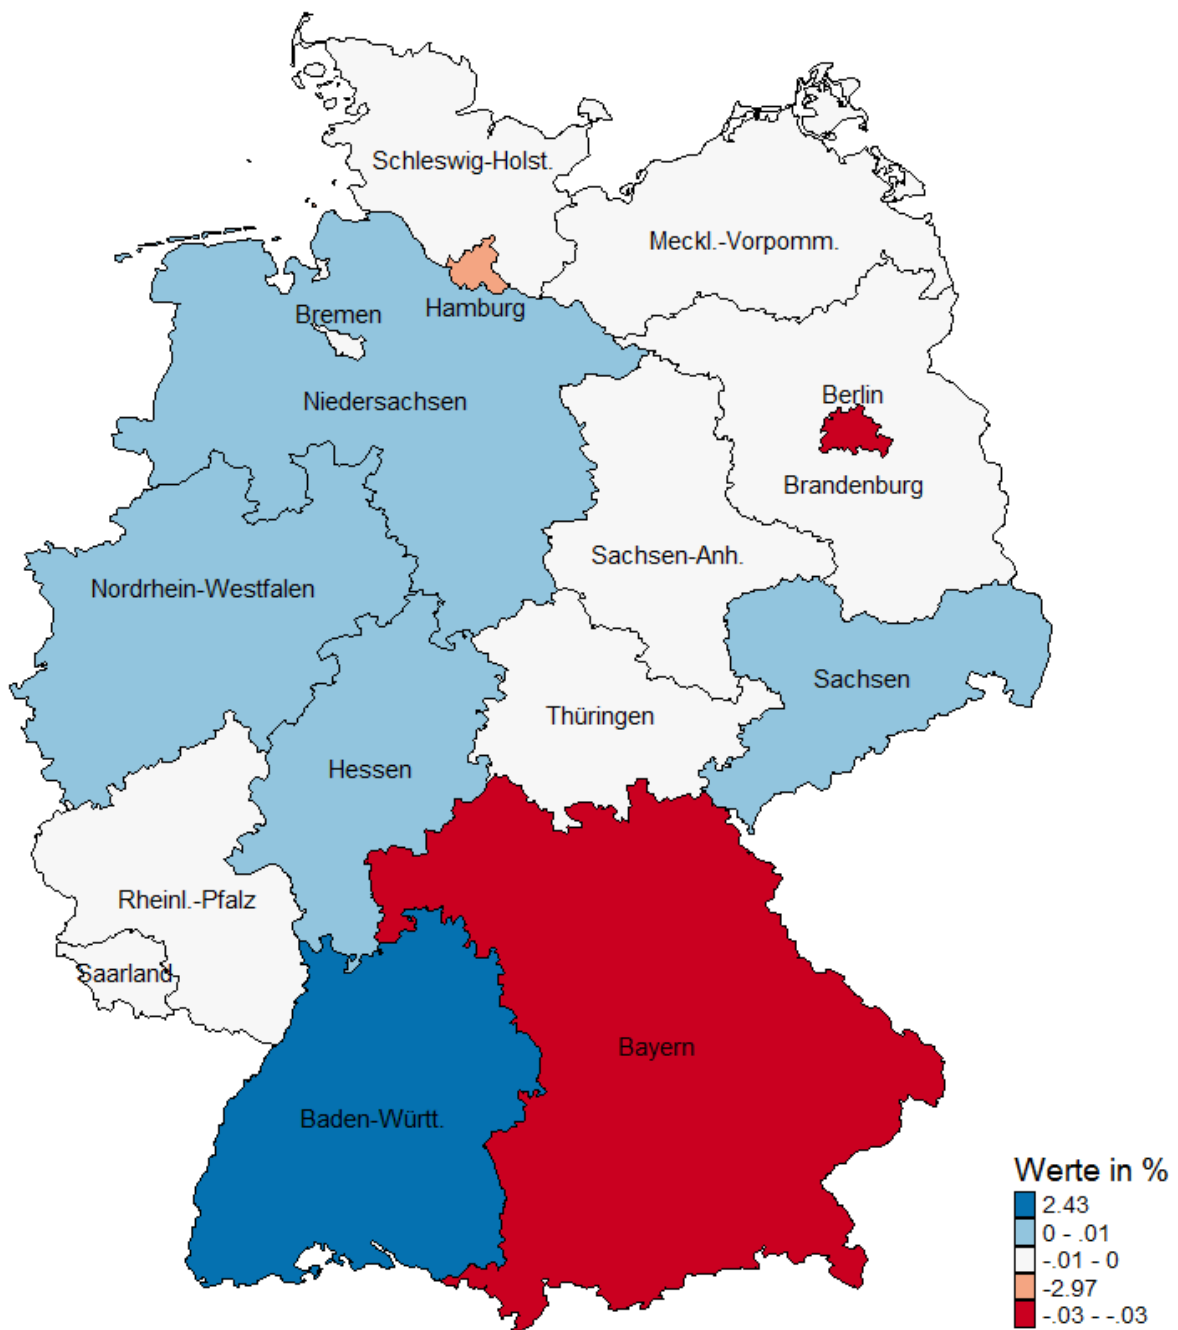 Schleswig-Holst.
Meckl.-Vorpomm.
Hamburg
Bremen
Berlin
Niedersachsen
Brandenburg
Sachsen-Anh.
Nordrhein-Westfalen
Sachsen
Thüringen
Hessen
Rheinl.-Pfalz
Saarland
Bayern
Baden-Württ.
Werte in %
2.43
0 - .01
-.01 - 0
-2.97
-.03 - -.03